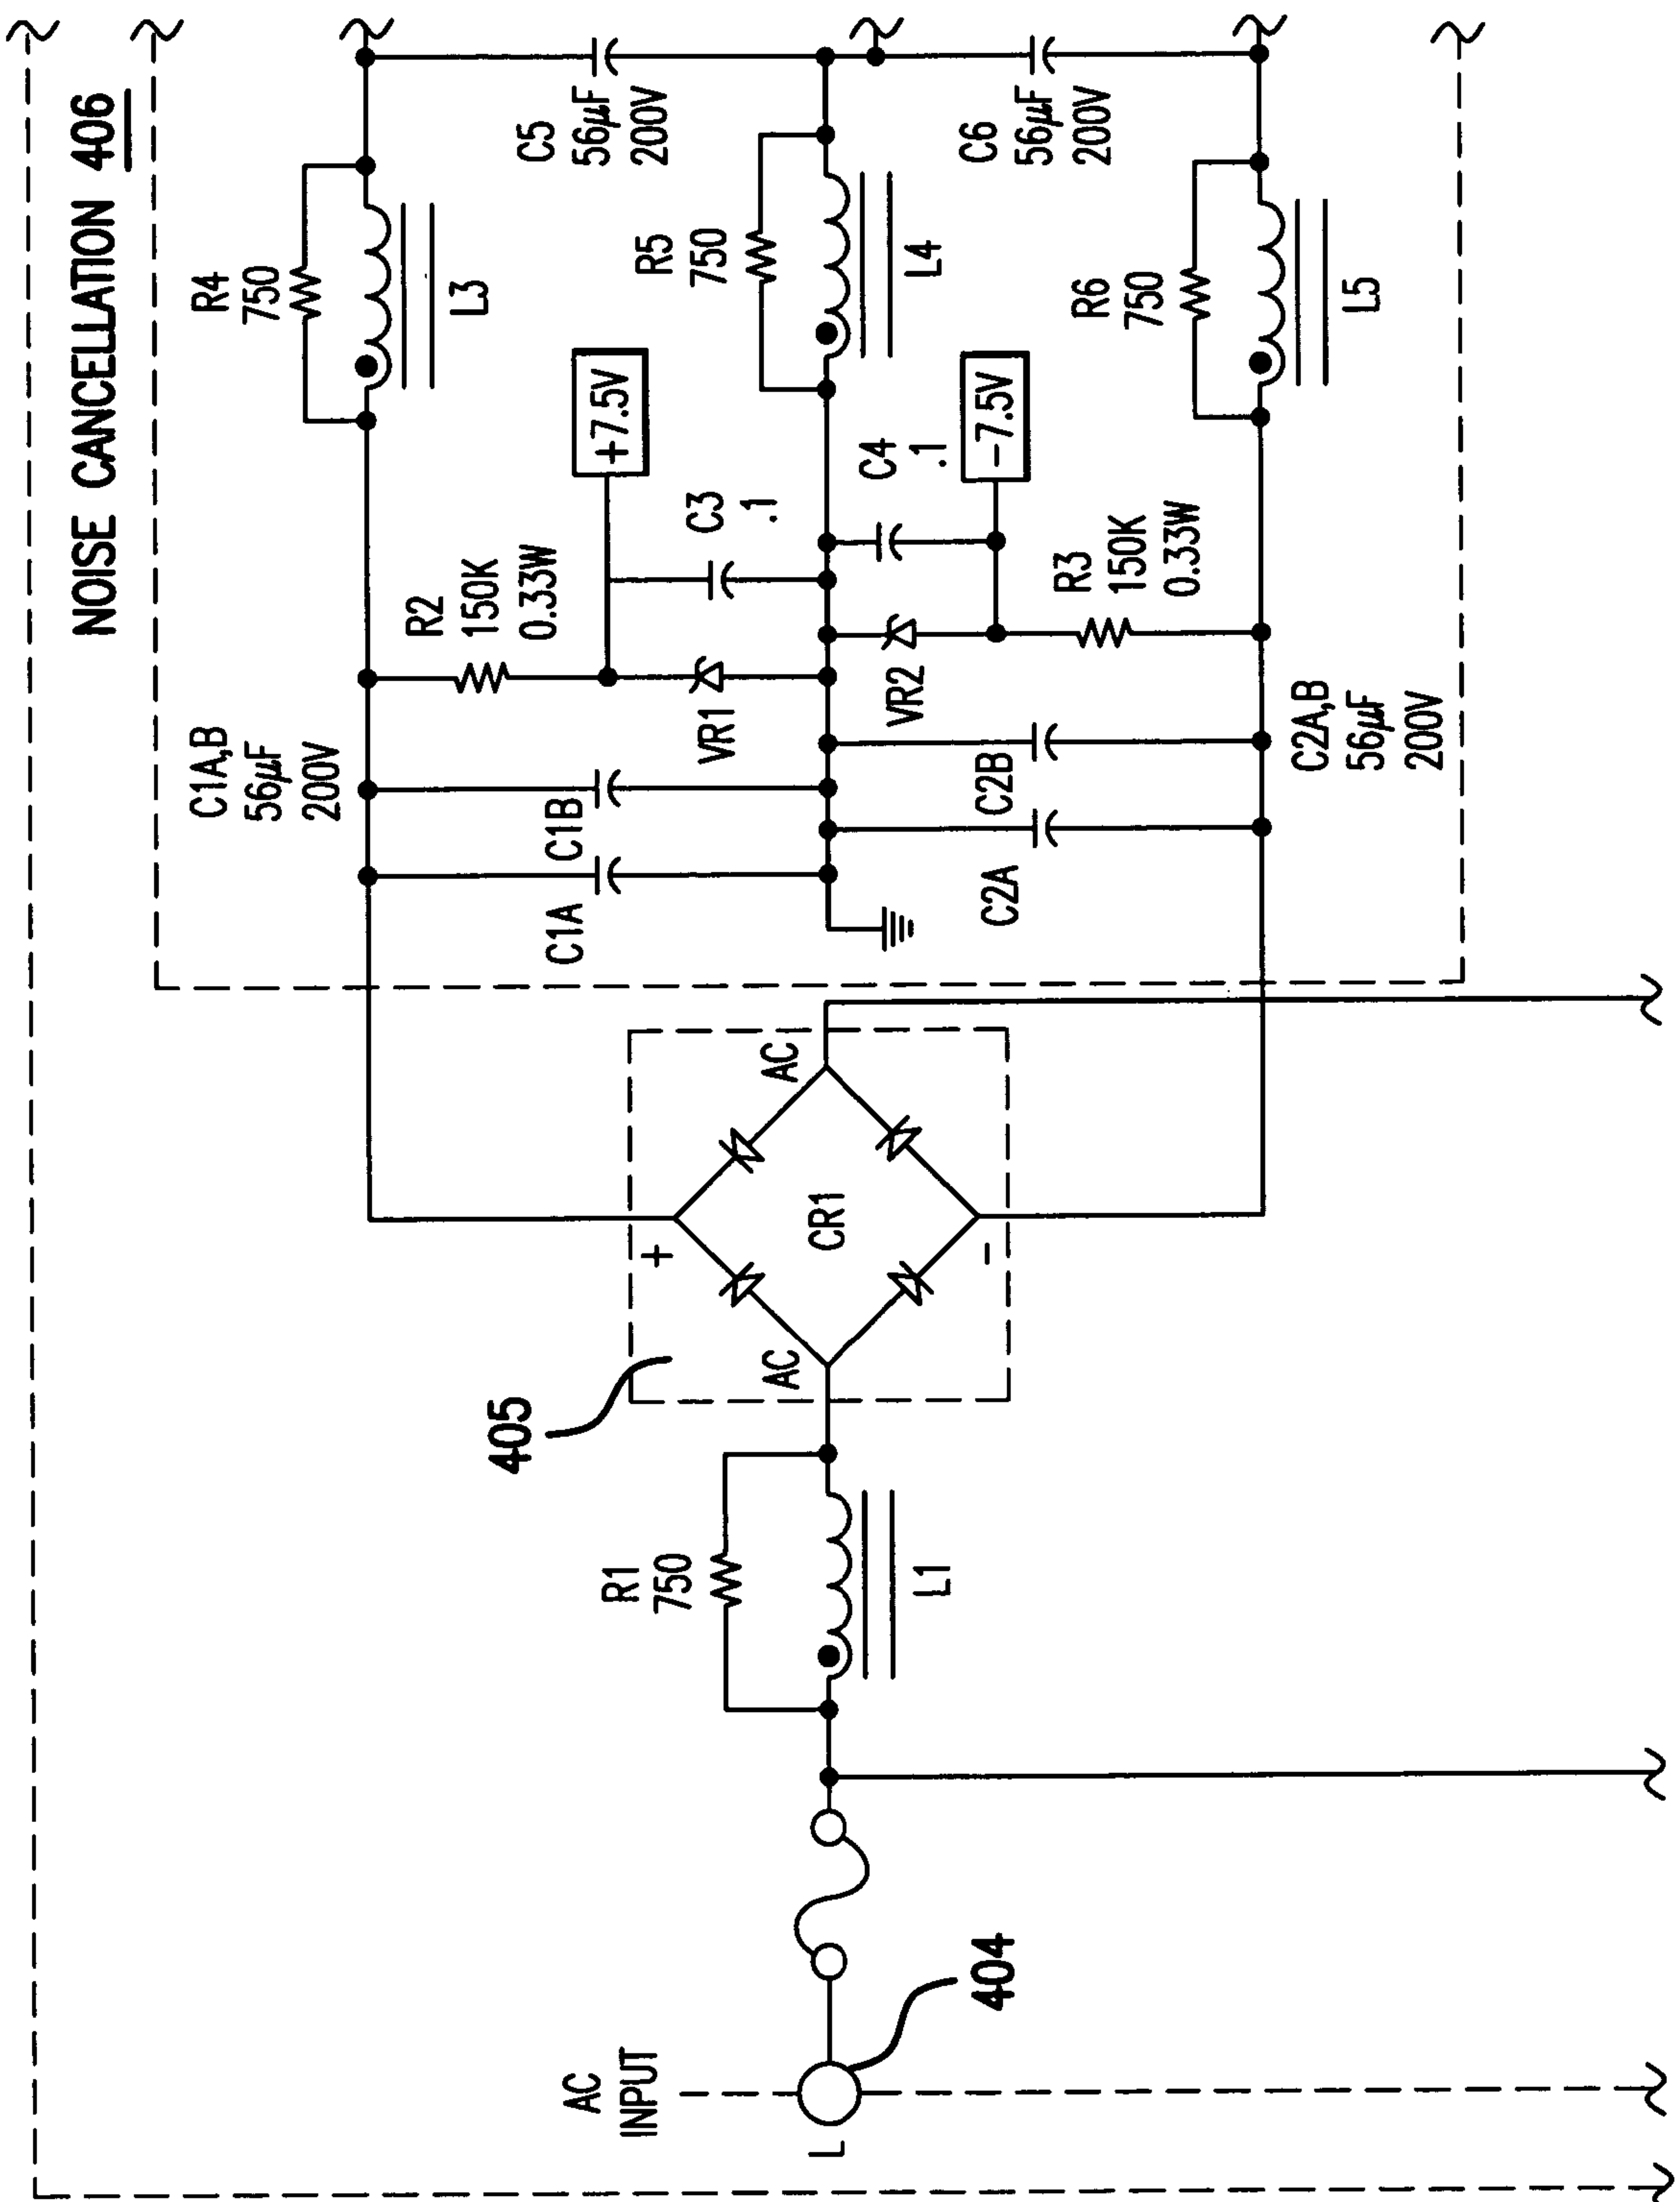 NOISE CANCELLATION 406
R4
750
L3
C5
56µF
200V
R5
750
L4
C6
56µF
200V
R6
750
L5
+7.5V
-7.5V
C3
.1
C4
.1
R2
150K
0.33W
R3
150K
0.33W
VR1
VR2
C1A,B
56µF
200V
C1B
C1A
C2B
C2A
C2A,B
56µF
200V
405
AC
+
CR1
-
AC
R1
750
L1
AC
INPUT
L
404